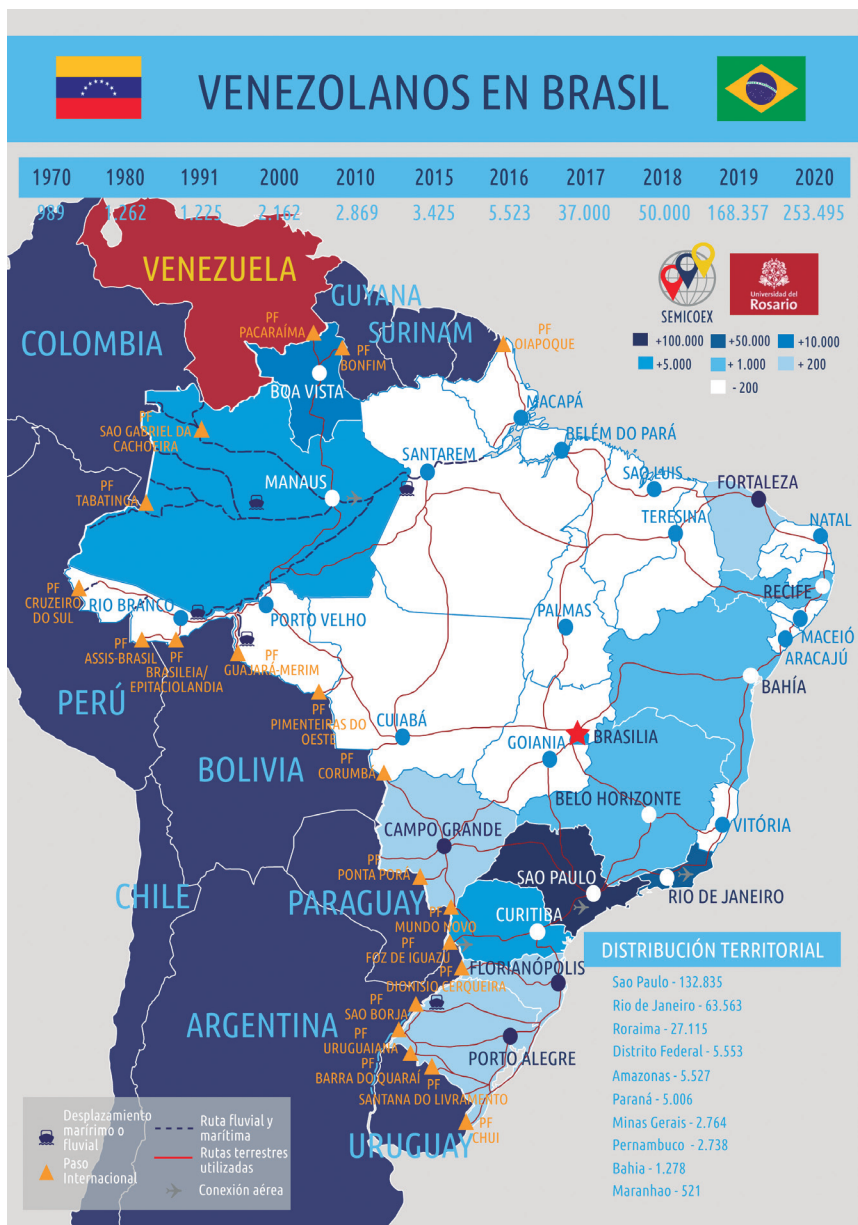 VENEZOLANOS EN BRASIL
1970 1980 1991 2000 2010 2015 2016 2017 2018 2019 2020
989 1.262 1.225 2.162 2.869 3.425 5.523 37.000 50.000 168.357 253.495
VENEZUELA
GUYANA
SURINAM
COLOMBIA
SEMICOEX
Universidad del
Rosario
+100.000
+50.000
+10.000
+5.000
+ 1.000
+ 200
- 200
PF
PACARAÍMA
PF
BONFIM
PF
OIAPOQUE
BOA VISTA
MACAPÁ
PF
SAO GABRIEL DA
CACHOEIRA
BELÉM DO PARÁ
SANTAREM
SAO LUIS
FORTALEZA
PF
TABATINGA
MANAUS
TERESINA
NATAL
PF
CRUZEIRO
DO SUL
RIO BRANCO
PORTO VELHO
PALMAS
RECIFE
MACEIÓ
ARACAJÚ
PF
ASSIS-BRASIL
PF
BRASILEIA/
EPITACIOLANDIA
PF
GUAJARÁ-MERIM
BAHÍA
PERÚ
PF
PIMENTEIRAS DO
OESTE
CUIABÁ
GOIANIA
BRASILIA
BOLIVIA
PF
CORUMBÁ
BELO HORIZONTE
VITÓRIA
CAMPO GRANDE
PF
PONTA PORA
SAO PAULO
RIO DE JANEIRO
CHILE
PARAGUAY
PF
MUNDO NOVO
CURITIBA
PF
FOZ DE IGUAZÚ
PF
DIONISIO CERQUEIRA
FLORIANÓPOLIS
ARGENTINA
PF
SAO BORJA
PF
URUGUAIANA
PORTO ALEGRE
PF
BARRA DO QUARAÍ
PF
SANTANA DO LIVRAMENTO
URUGUAY
PF
CHUI
DISTRIBUCIÓN TERRITORIAL
Sao Paulo - 132.835
Rio de Janeiro - 63.563
Roraima - 27.115
Distrito Federal - 5.553
Amazonas - 5.527
Paraná - 5.006
Minas Gerais - 2.764
Pernambuco - 2.738
Bahia - 1.278
Maranhao - 521
Desplazamiento
marírimo o
fluvial
Paso
Internacional
Ruta fluvial y
marítima
Rutas terrestres
utilizadas
Conexión aérea